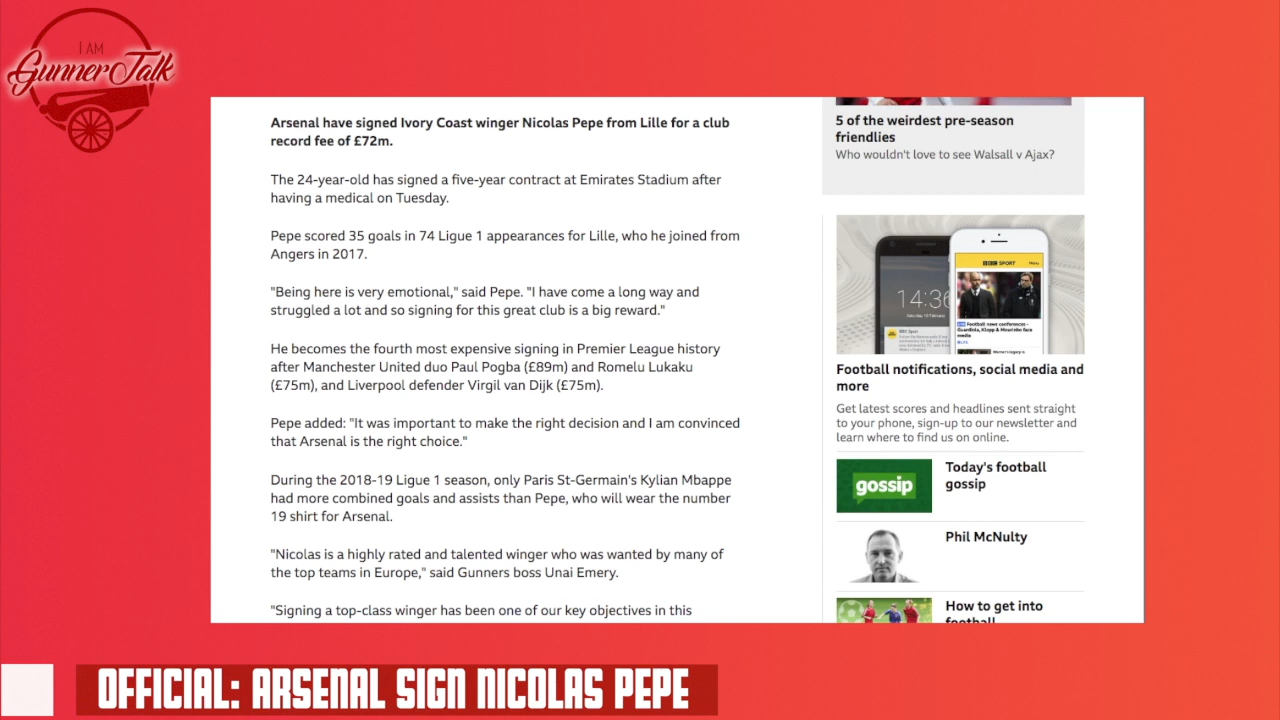 I AM
GunnerTalk
Arsenal have signed Ivory Coast winger Nicolas Pepe from Lille for a club
record fee of £72m.
The 24-year-old has signed a five-year contract at Emirates Stadium after
having a medical on Tuesday.
Pepe scored 35 goals in 74 Ligue 1 appearances for Lille, who he joined from
Angers in 2017.
"Being here is very emotional," said Pepe. "I have come a long way and
struggled a lot and so signing for this great club is a big reward."
He becomes the fourth most expensive signing in Premier League history
after Manchester United duo Paul Pogba (£89m) and Romelu Lukaku
(£75m), and Liverpool defender Virgil van Dijk (£75m).
Pepe added: "It was important to make the right decision and I am convinced
that Arsenal is the right choice."
During the 2018-19 Ligue 1 season, only Paris St-Germain's Kylian Mbappe
had more combined goals and assists than Pepe, who will wear the number
19 shirt for Arsenal.
"Nicolas is a highly rated and talented winger who was wanted by many of
the top teams in Europe," said Gunners boss Unai Emery.
"Signing a top-class winger has been one of our key objectives in this
5 of the weirdest pre-season
friendlies
Who wouldn't love to see Walsall v Ajax?
14:36
BBC SPORT
Football news conferences -
Guardiola, Klopp & Mourinho face
media
Football notifications, social media and
more
Get latest scores and headlines sent straight
to your phone, sign-up to our newsletter and
learn where to find us on online.
gossip
Today's football
gossip
Phil McNulty
How to get into
football
OFFICIAL: ARSENAL SIGN NICOLAS PEPE